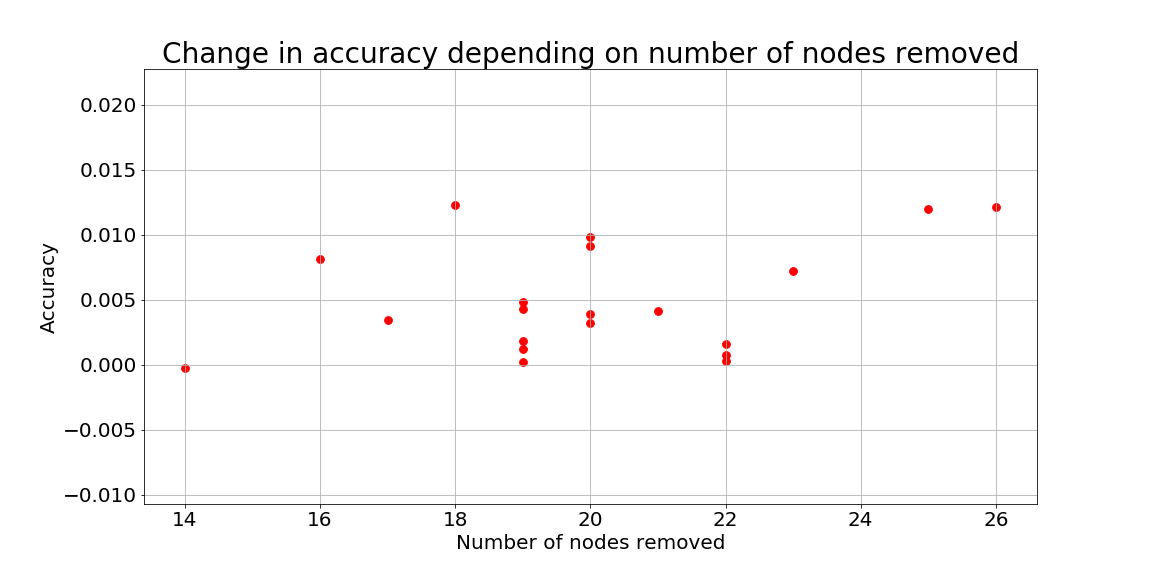 Change in accuracy depending on number of nodes removed
0.020
0.015
0.010
0.005
0.000
−0.005
−0.010
Accuracy
14 16 18 20 22 24 26
Number of nodes removed